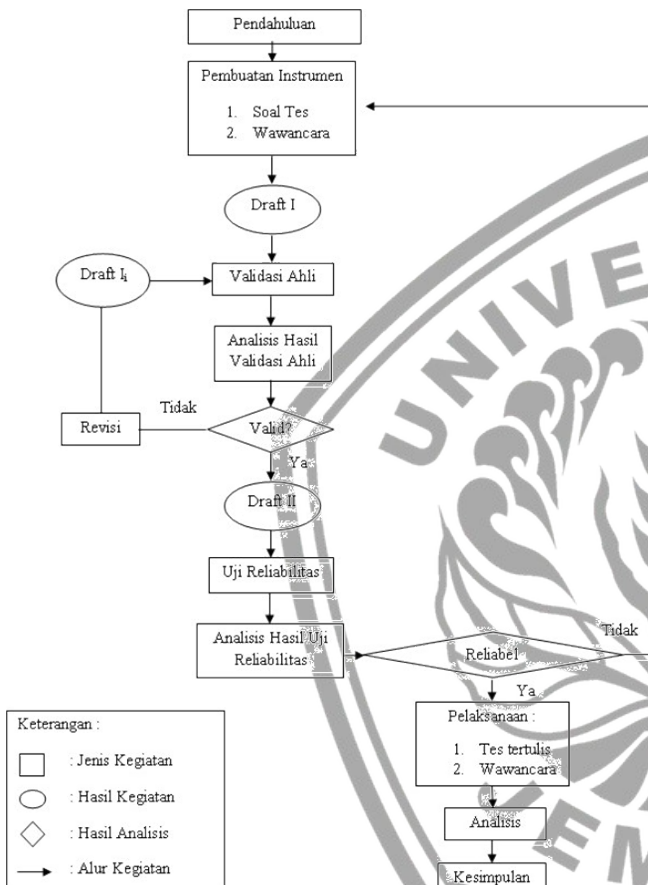 Pendahuluan
Pembuatan Instrumen
1. Soal Tes
2. Wawancara
Draft I
Draft Ii
Validasi Ahli
Analisis Hasil
Validasi Ahli
Tidak
Revisi
Valid?
Ya
Draft II
Uji Reliabilitas
Analisis Hasil Uji
Reliabilitas
Reliabel
Tidak
Ya
Pelaksanaan :
1. Tes tertulis
2. Wawancara
Analisis
Kesimpulan
Keterangan :
: Jenis Kegiatan
: Hasil Kegiatan
: Hasil Analisis
: Alur Kegiatan
UNIVE